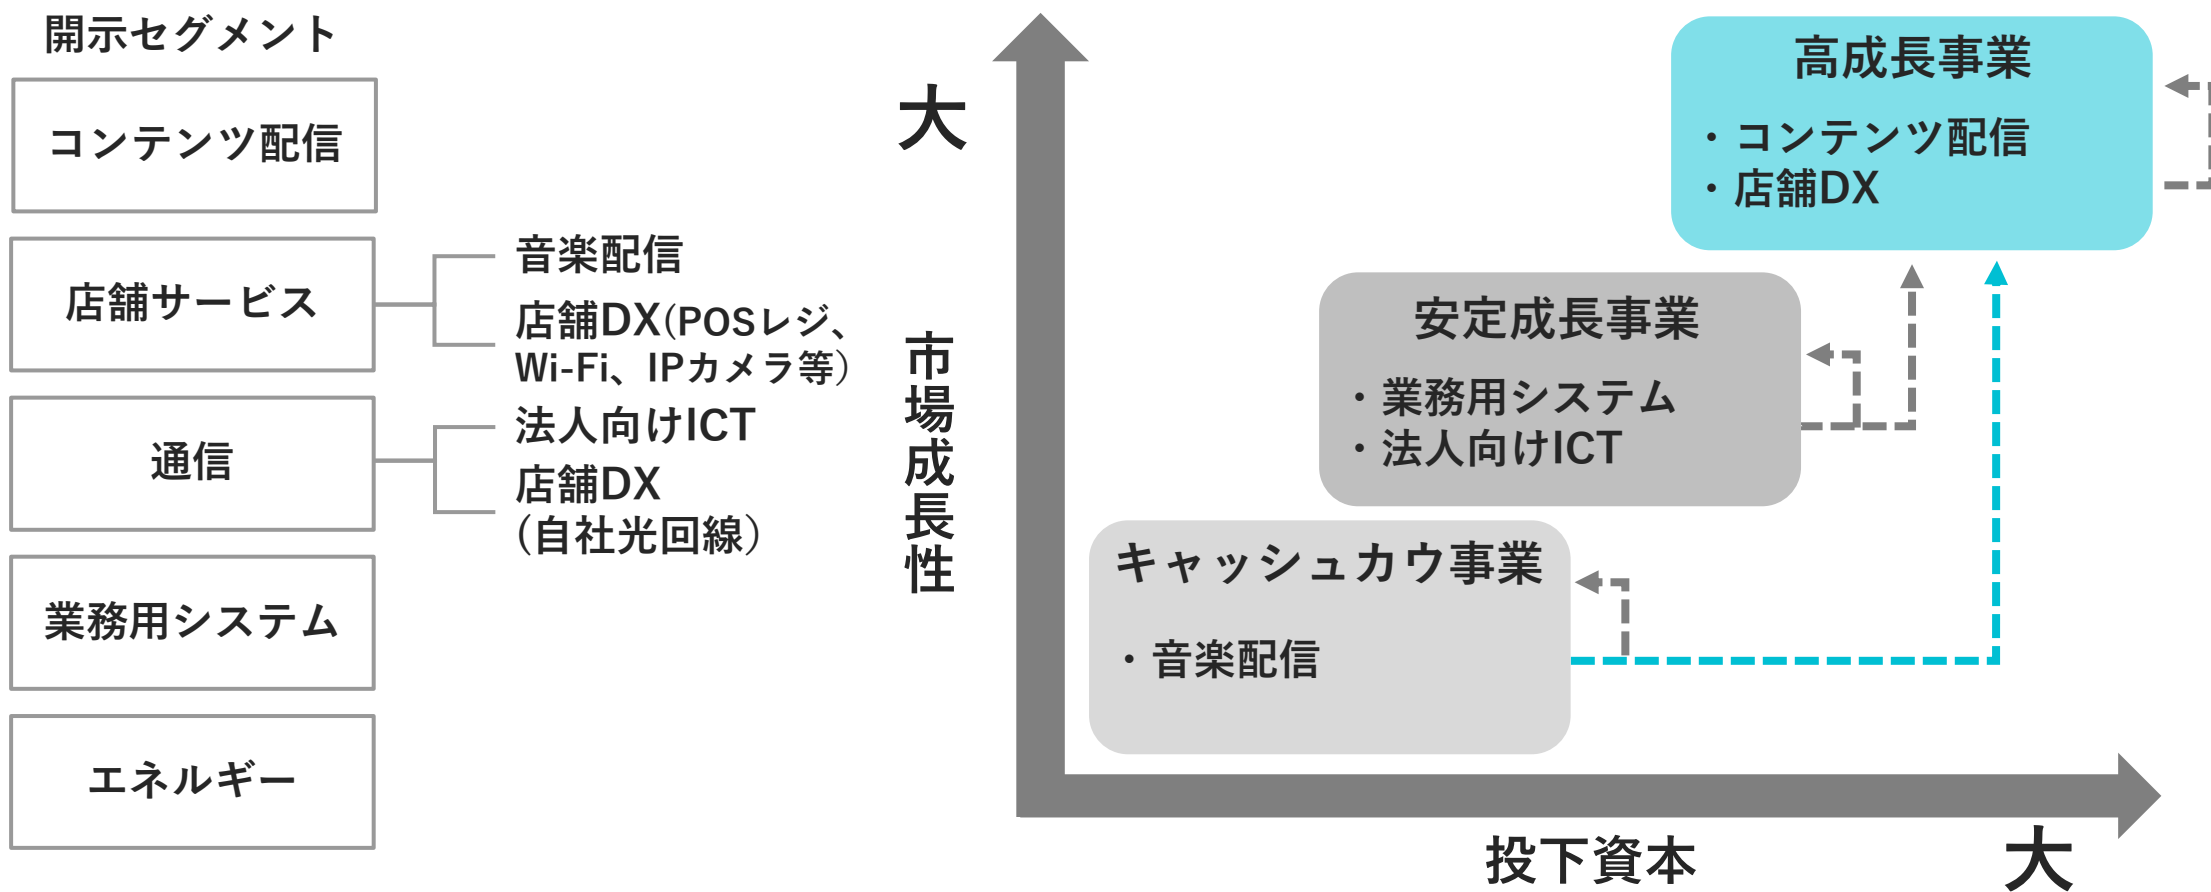 開示セグメント
コンテンツ配信
店舗サービス
音楽配信
店舗DX(POSレジ、
Wi-Fi、IPカメラ等)
通信
法人向けICT
店舗DX
(自社光回線)
業務用システム
エネルギー
大
市場成長性
高成長事業
・コンテンツ配信
・店舗DX
安定成長事業
・業務用システム
・法人向けICT
キャッシュカウ事業
・音楽配信
投下資本
大